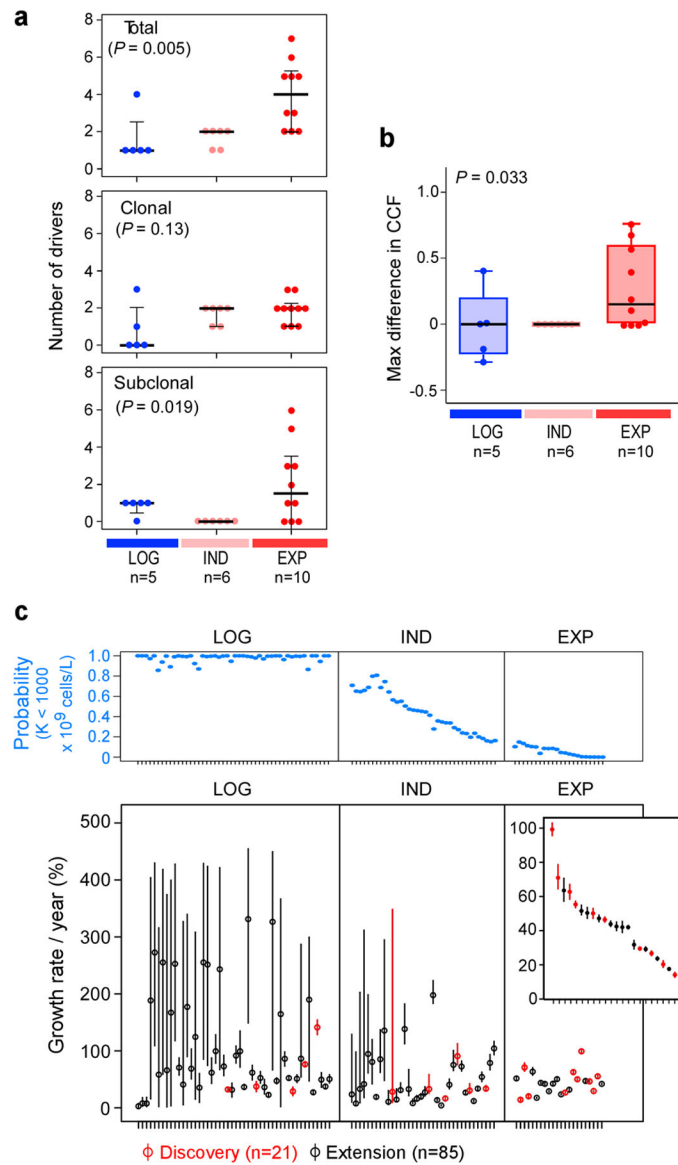 a
Total
(P = 0.005)
8
6
4
2
0
Clonal
(P = 0.13)
8
6
4
2
0
Number of drivers
Subclonal
(P = 0.019)
8
6
4
2
0
LOG
n=5
IND
n=6
EXP
n=10
b
P = 0.033
1.0
0.5
0
-0.5
Max difference in CCF
LOG
n=5
IND
n=6
EXP
n=10
c
LOG IND EXP
Probability
(K < 1000
x 10⁹ cells/L)
1.0
0.8
0.6
0.4
0.2
0
LOG IND EXP
Growth rate / year (%)
500
400
300
200
100
0
100
80
60
40
20
0
Discovery (n=21) Extension (n=85)